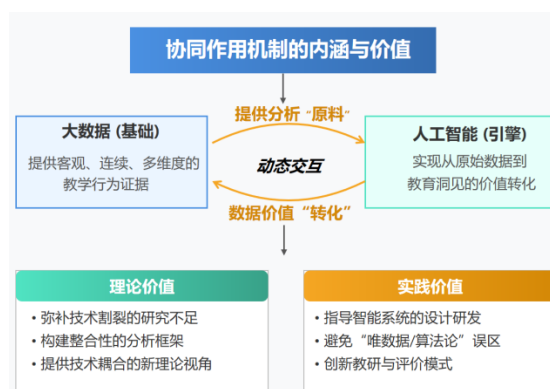 协同作用机制的内涵与价值
提供分析“原料”
大数据 (基础)
提供客观、连续、多维度的
教学行为证据
动态交互
人工智能 (引擎)
实现从原始数据到
教育洞见的价值转化
数据价值“转化”
理论价值
• 弥补技术割裂的研究不足
• 构建整合性的分析框架
• 提供技术耦合的新理论视角
实践价值
• 指导智能系统的设计研发
• 避免“唯数据/算法论”误区
• 创新教研与评价模式